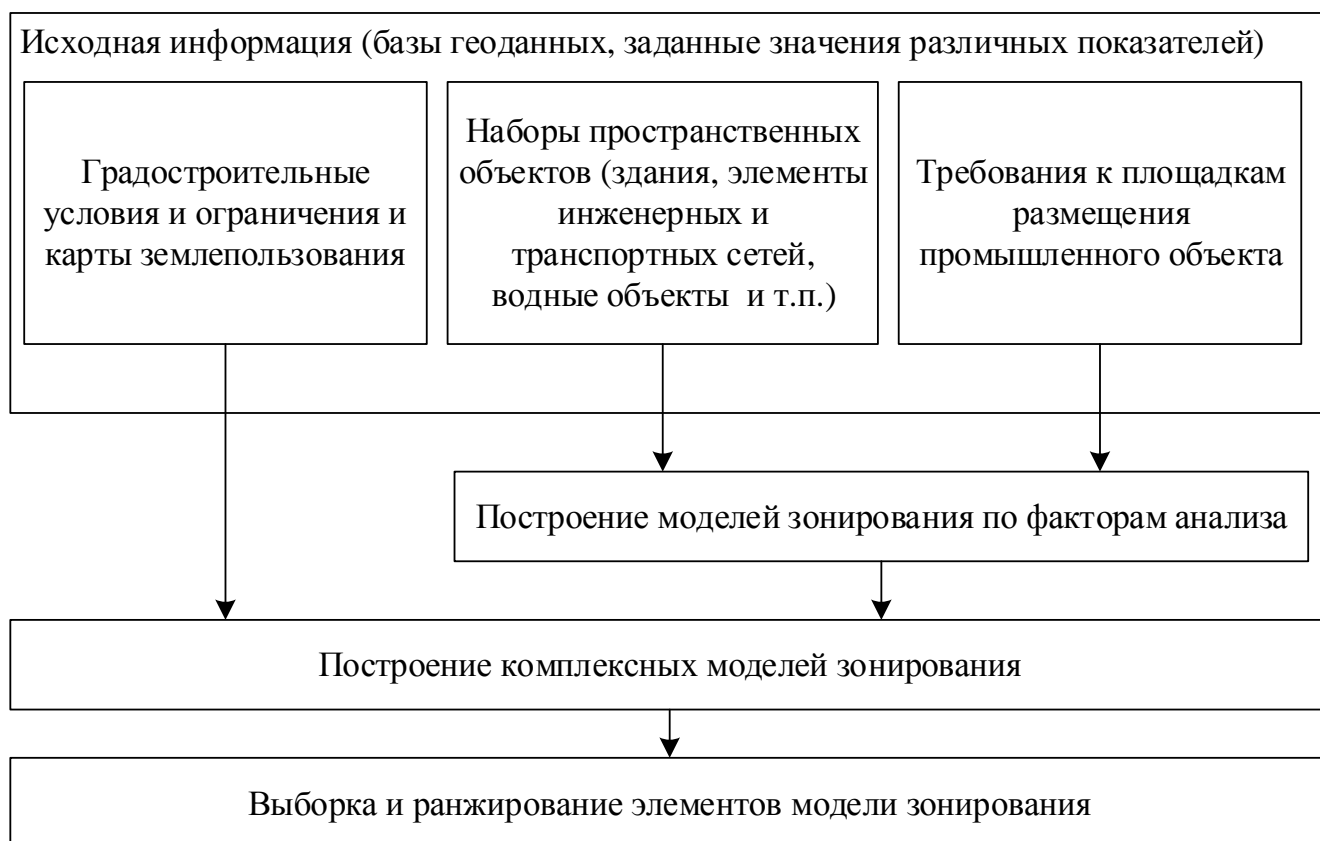 Исходная информация (базы геоданных, заданные значения различных показателей)
Градостроительные
условия и ограничения и
карты землепользования
Наборы пространственных
объектов (здания, элементы
инженерных и
транспортных сетей,
водные объекты  и т.п.)
Требования к площадкам
размещения
промышленного объекта
Построение моделей зонирования по факторам анализа
Построение комплексных моделей зонирования
Выборка и ранжирование элементов модели зонирования